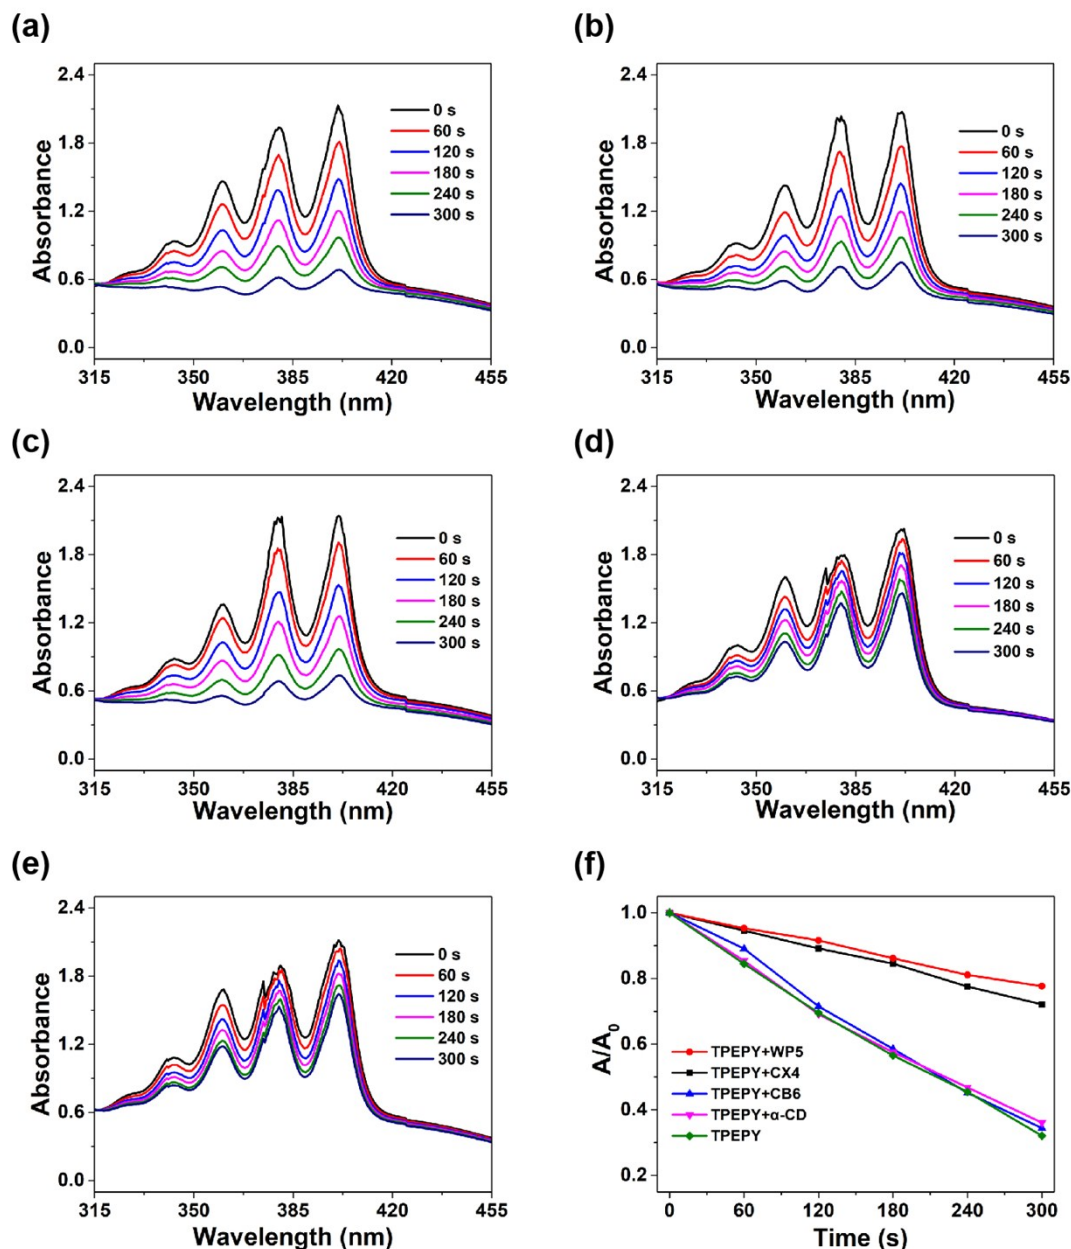 (a)
2.4
1.8
1.2
0.6
0.0
Absorbance
0 s
60 s
120 s
180 s
240 s
300 s
315 350 385 420 455
Wavelength (nm)
(b)
2.4
1.8
1.2
0.6
0.0
Absorbance
0 s
60 s
120 s
180 s
240 s
300 s
315 350 385 420 455
Wavelength (nm)
(c)
2.4
1.8
1.2
0.6
0.0
Absorbance
0 s
60 s
120 s
180 s
240 s
300 s
315 350 385 420 455
Wavelength (nm)
(d)
2.4
1.8
1.2
0.6
0.0
Absorbance
0 s
60 s
120 s
180 s
240 s
300 s
315 350 385 420 455
Wavelength (nm)
(e)
2.4
1.8
1.2
0.6
0.0
Absorbance
0 s
60 s
120 s
180 s
240 s
300 s
315 350 385 420 455
Wavelength (nm)
(f)
1.0
0.8
0.6
0.4
0.2
A/A0
TPEPY+WP5
TPEPY+CX4
TPEPY+CB6
TPEPY+α-CD
TPEPY
0 60 120 180 240 300
Time (s)